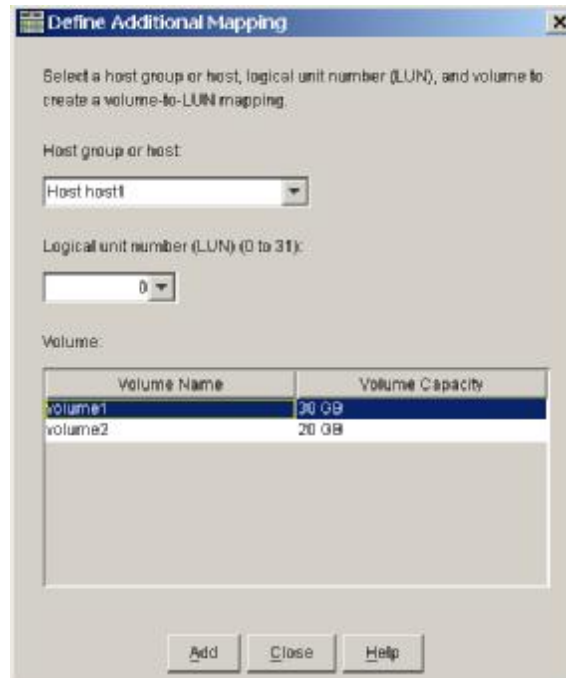 Define Additional Mapping
Select a host group or host, logical unit number (LUN), and volume to
create a volume-to-LUN mapping.
Host group or host:
Host host1
Logical unit number (LUN) (0 to 31):
0
Volume:
Volume Name Volume Capacity
volume1 30 GB
volume2 20 GB
Add Close Help